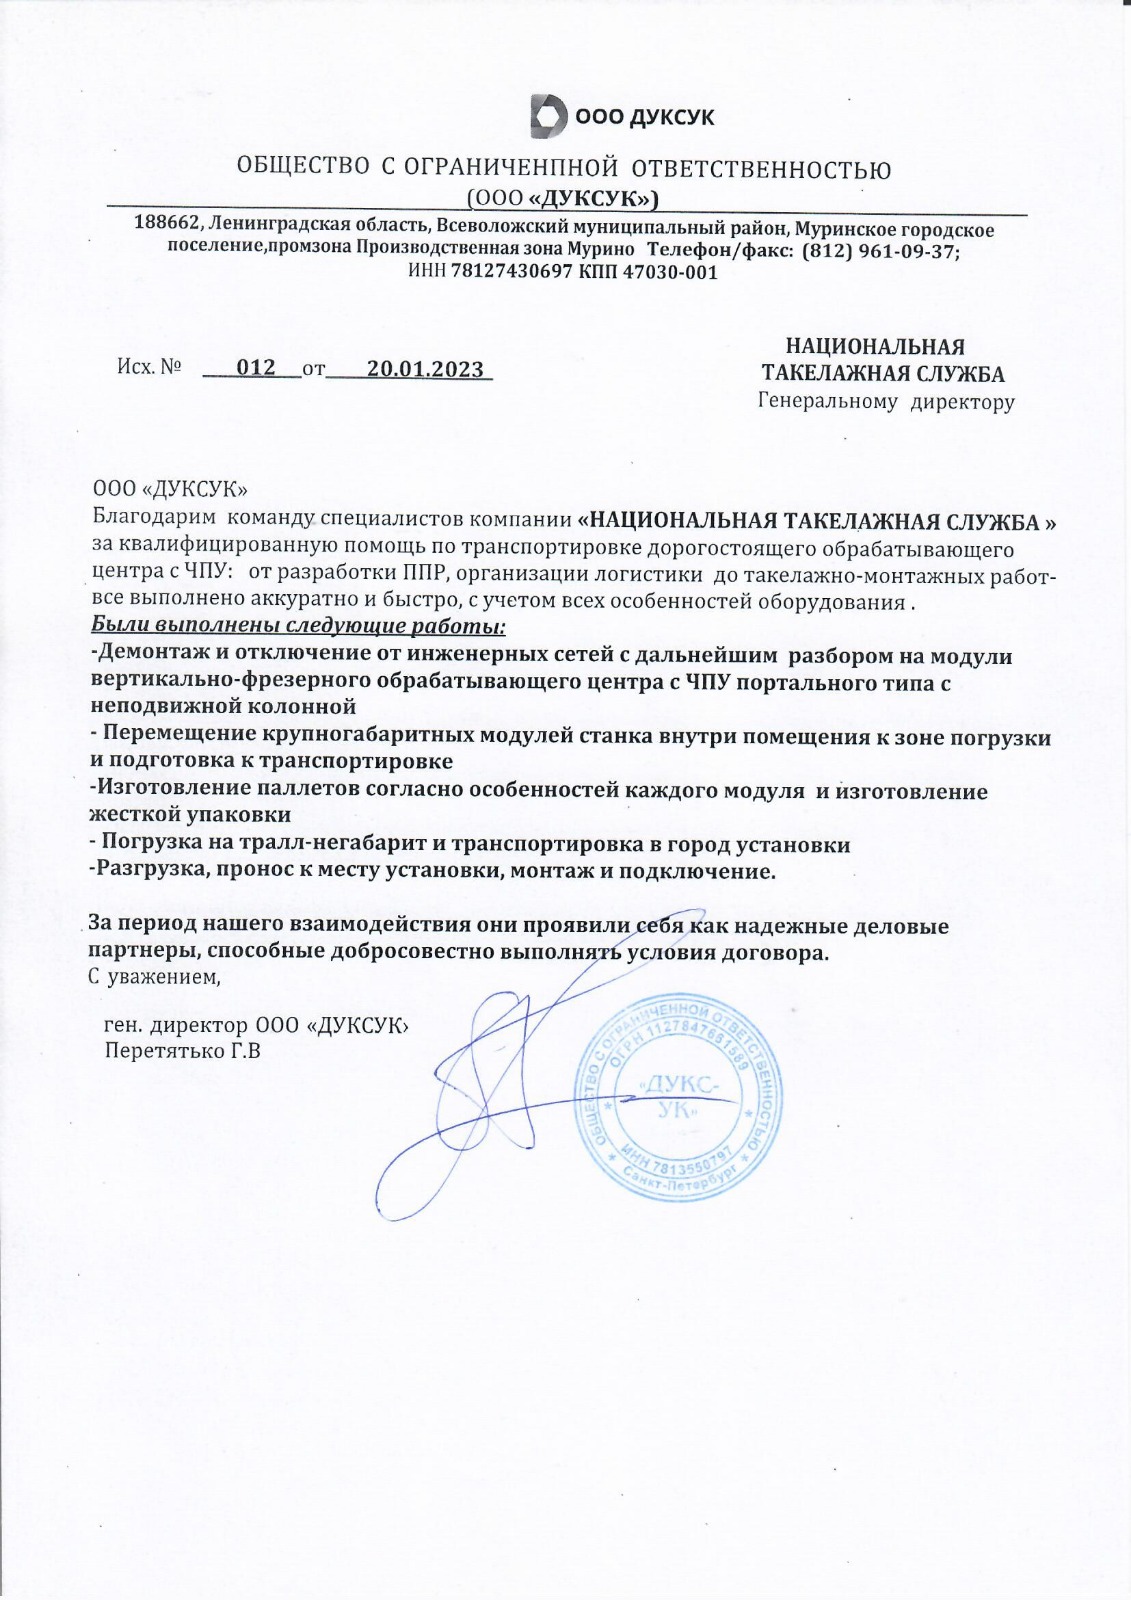 ООО ДУКСУК
ОБЩЕСТВО С ОГРАНИЧЕНПНОЙ ОТВЕТСТВЕННОСТЬЮ
(ООО «ДУКСУК»)
188662, Ленинградская область, Всеволожский муниципальный район, Муринское городское
поселение,промзона Производственная зона Мурино Телефон/факс: (812) 961-09-37;
ИНН 78127430697 КПП 47030-001
НАЦИОНАЛЬНАЯ
ТАКЕЛАЖНАЯ СЛУЖБА
Генеральному директору
Исх. № 012 от 20.01.2023
ООО «ДУКСУК»
Благодарим команду специалистов компании «НАЦИОНАЛЬНАЯ ТАКЕЛАЖНАЯ СЛУЖБА »
за квалифицированную помощь по транспортировке дорогостоящего обрабатывающего
центра с ЧПУ: от разработки ППР, организации логистики до такелажно-монтажных работ-
все выполнено аккуратно и быстро, с учетом всех особенностей оборудования .
Были выполнены следующие работы:
-Демонтаж и отключение от инженерных сетей с дальнейшим разбором на модули
вертикально-фрезерного обрабатывающего центра с ЧПУ портального типа с
неподвижной колонной
- Перемещение крупногабаритных модулей станка внутри помещения к зоне погрузки
и подготовка к транспортировке
-Изготовление паллетов согласно особенностей каждого модуля и изготовление
жесткой упаковки
- Погрузка на тралл-негабарит и транспортировка в город установки
-Разгрузка, пронос к месту установки, монтаж и подключение.
За период нашего взаимодействия они проявили себя как надежные деловые
партнеры, способные добросовестно выполнять условия договора.
С уважением,
ген. директор ООО «ДУКСУК»
Перетятько Г.В
ОБЩЕСТВО С ОГРАНИЧЕННОЙ ОТВЕТСТВЕННОСТЬЮ
ОГРН 1127847661589
«ДУКС-
УК»
ИНН 7813550797
Санкт-Петербург